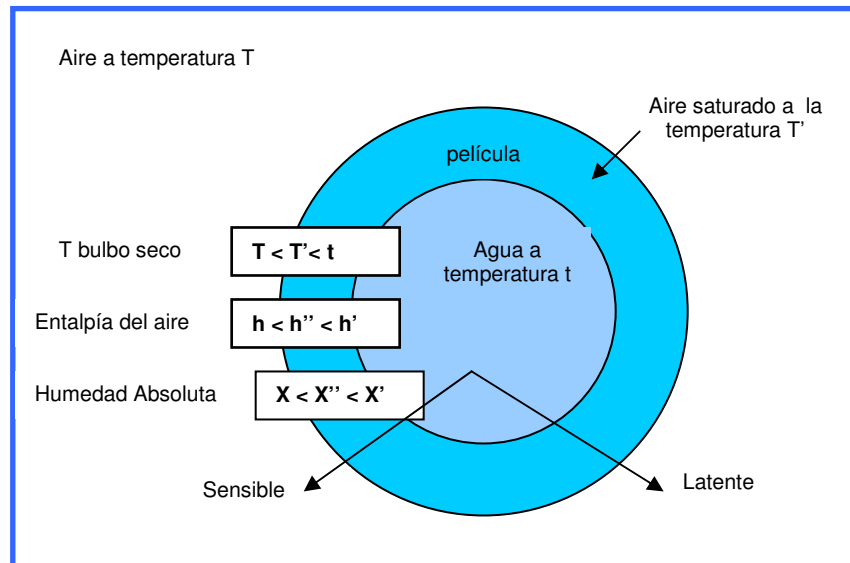 Aire a temperatura T
Aire saturado a la
temperatura T’
película
T bulbo seco
T < T’< t
Agua a
temperatura t
Entalpía del aire
h < h’’ < h’
Humedad Absoluta
X < X’’ < X’
Sensible
Latente